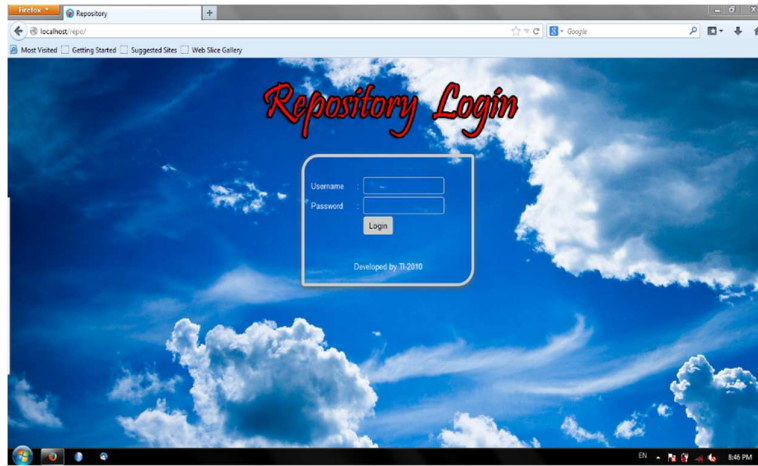 Firefox
Repository
localhost/repo/
Google
Most Visited Getting Started Suggested Sites Web Slice Gallery
Repository Login
Username :
Password :
Login
Developed by TI-2010
EN
8:46 PM